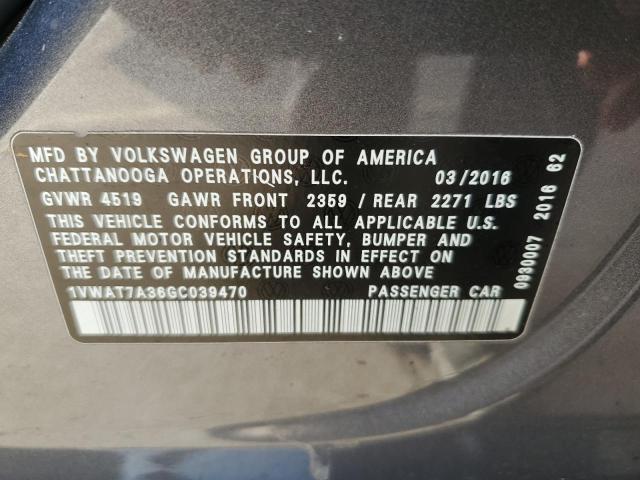 MFD BY VOLKSWAGEN GROUP OF AMERICA
CHATTANOOGA OPERATIONS, LLC. 03/2016
GVWR 4519 GAWR FRONT 2359 / REAR 2271 LBS
THIS VEHICLE CONFORMS TO ALL APPLICABLE U.S.
FEDERAL MOTOR VEHICLE SAFETY, BUMPER AND
THEFT PREVENTION STANDARDS IN EFFECT ON
THE DATE OF MANUFACTURE SHOWN ABOVE
1VWAT7A36GC039470 PASSENGER CAR
0930007 2016 62